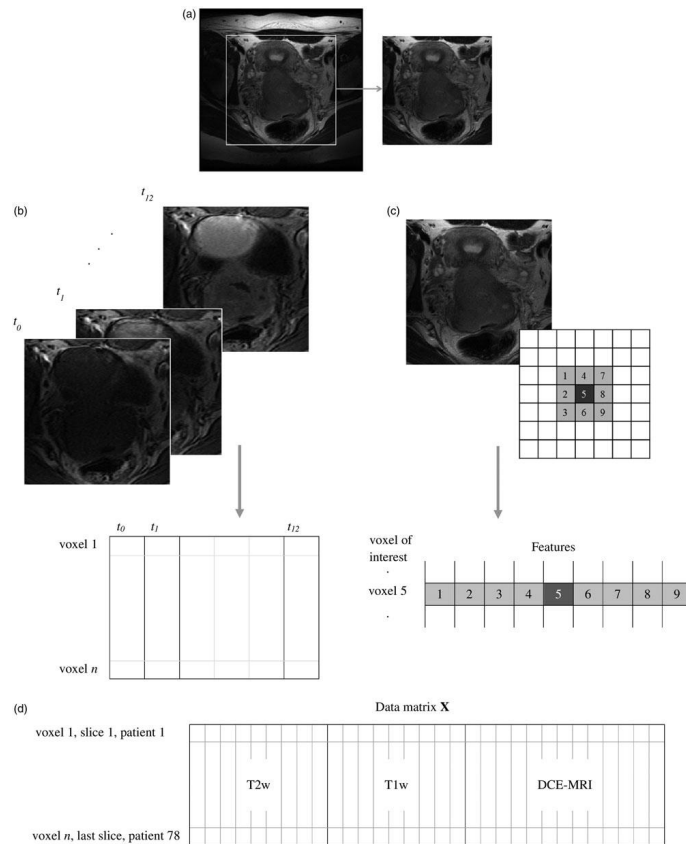 (a)
(b)
t12
t1
t0
(c)
1 4 7
2 5 8
3 6 9
t0 t1 t12
voxel 1
voxel n
voxel of
interest
Features
voxel 5 1 2 3 4 5 6 7 8 9
(d)
Data matrix X
voxel 1, slice 1, patient 1
T2w T1w DCE-MRI
voxel n, last slice, patient 78